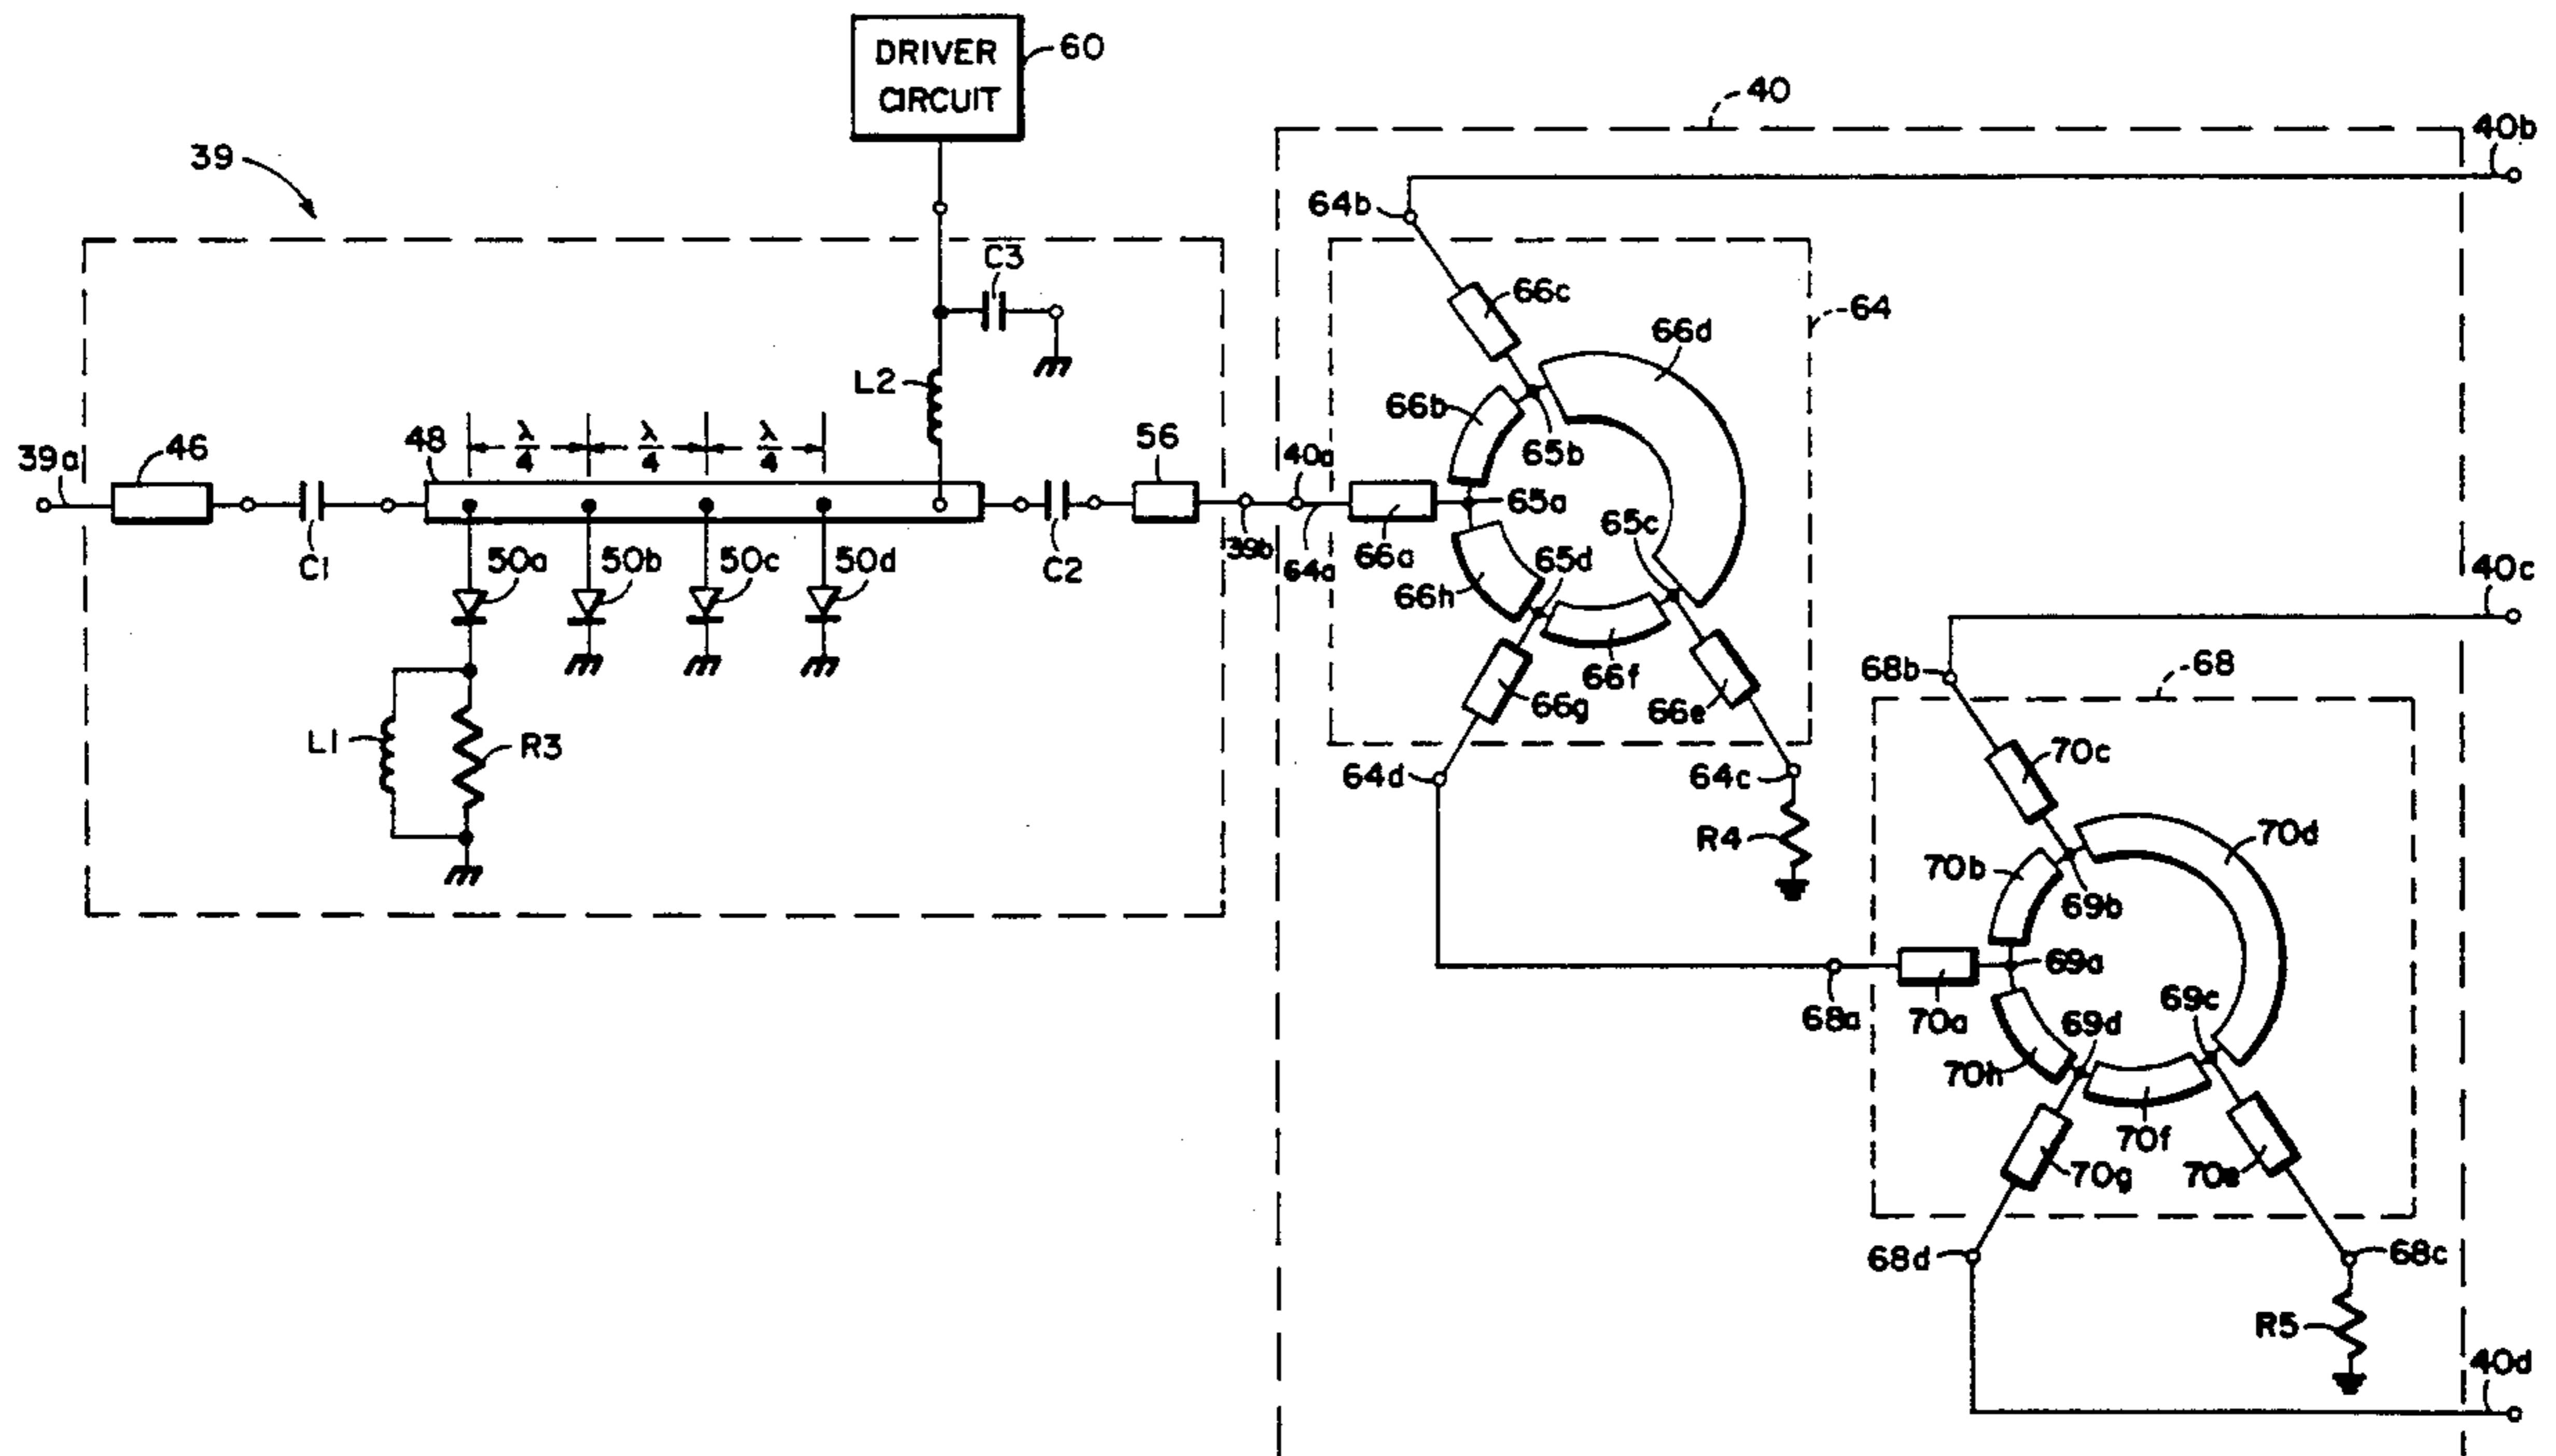 DRIVER
CIRCUIT
60
39
40
40b
64b
C3
66c
64
66d
L2
66b
65b
39a
46
48
λ/4
λ/4
λ/4
56
40a
65a
65c
C1
50a
50b
50c
50d
C2
39b
64a
66a
65d
66h
40c
66f
68b
68
66g
66e
L1
R3
70c
64d
64c
R4
70d
70b
69b
69a
68a
70a
69d
69c
70h
70f
70g
70e
68d
68c
R5
40d